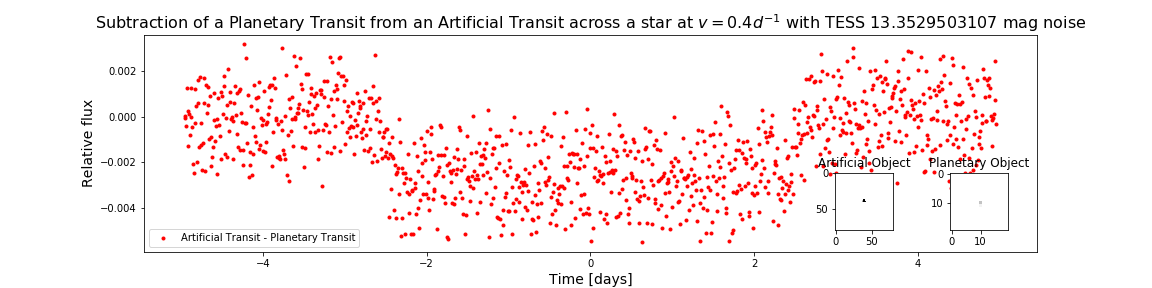 Subtraction of a Planetary Transit from an Artificial Transit across a star at v = 0.4d⁻¹ with TESS 13.3529503107 mag noise
Relative flux
0.002
0.000
−0.002
−0.004
Artificial Transit - Planetary Transit
Artificial Object
0
50
0 50
Planetary Object
0
10
0 10
−4 −2 0 2 4
Time [days]